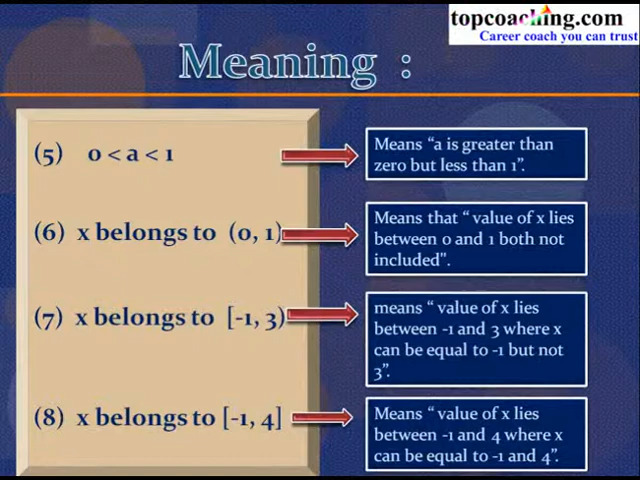 topcoaching.com
Career coach you can trust
Meaning :
(5) 0 < a < 1
Means “a is greater than
zero but less than 1”.
(6) x belongs to (0, 1)
Means that “ value of x lies
between 0 and 1 both not
included".
(7) x belongs to [-1, 3)
means “ value of x lies
between -1 and 3 where x
can be equal to -1 but not
3”.
(8) x belongs to [-1, 4]
Means “ value of x lies
between -1 and 4 where x
can be equal to -1 and 4”.